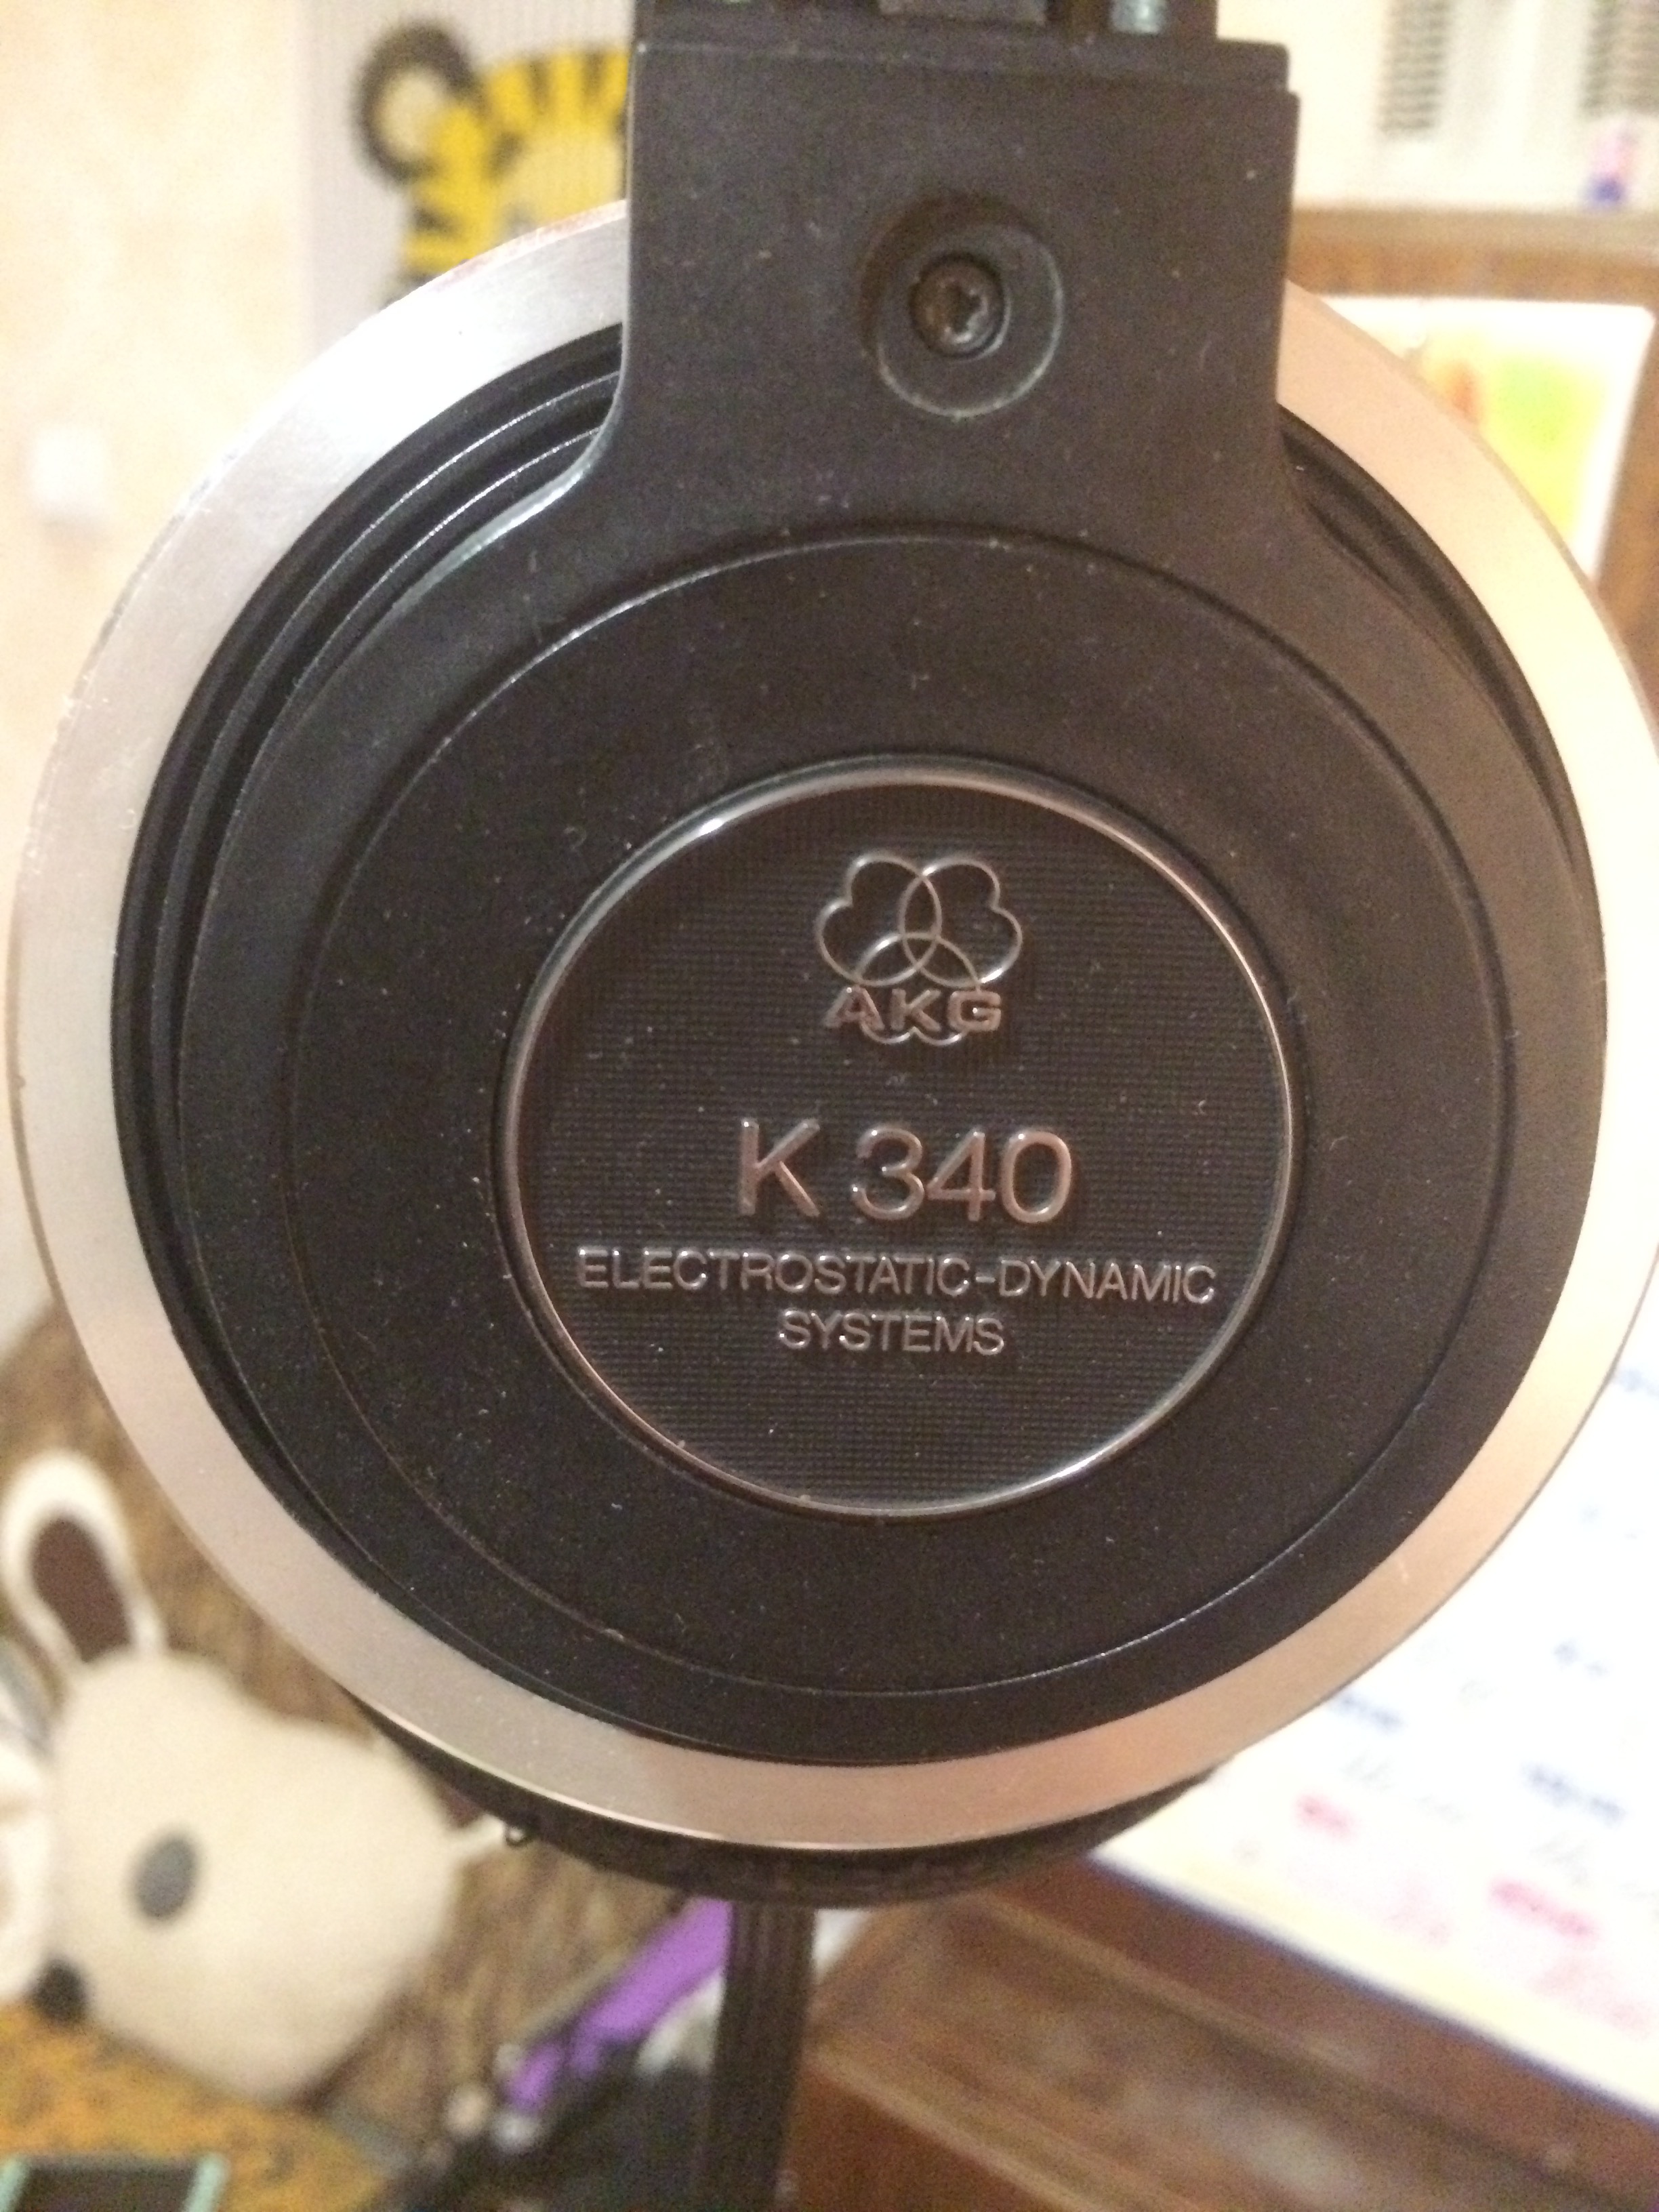 AKG
K 340
ELECTROSTATIC-DYNAMIC
SYSTEMS